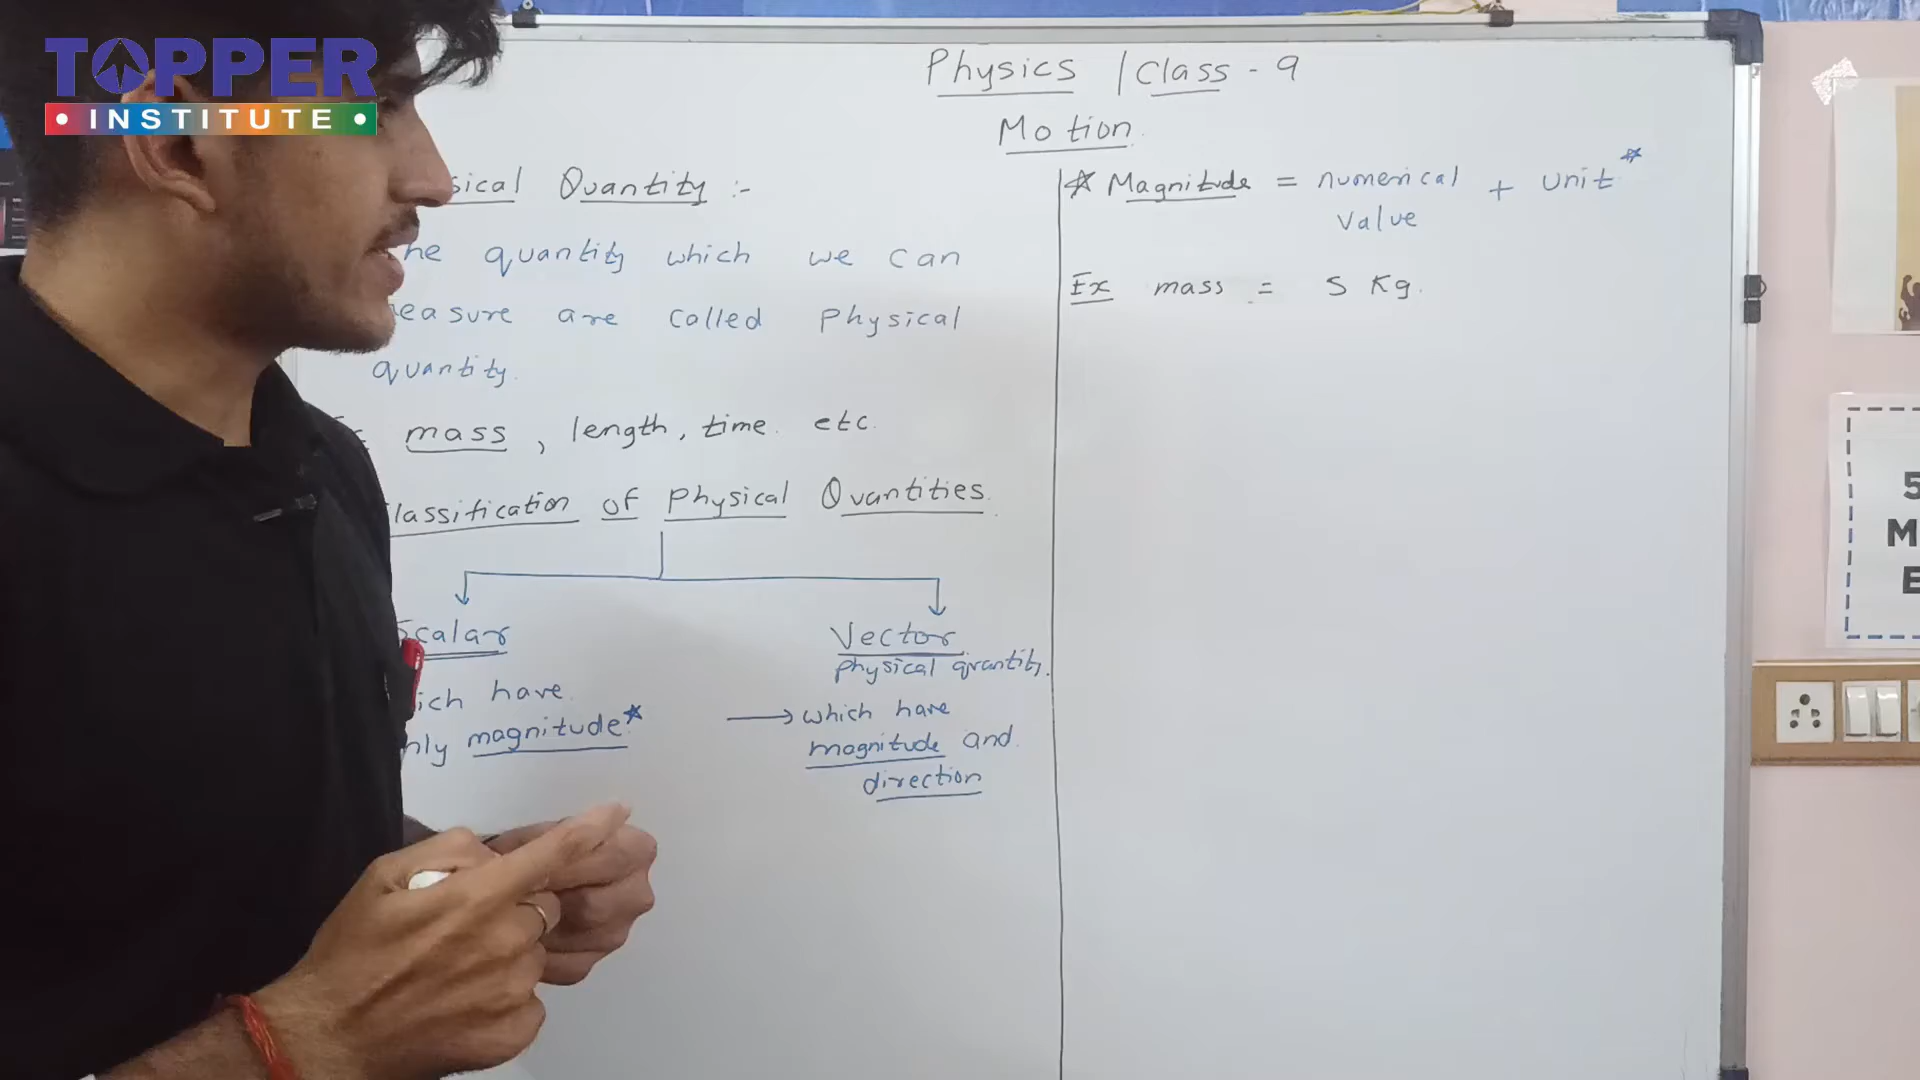 TOPPER
INSTITUTE
Physics / Class - 9
Motion
sical Quantity :-
he quantity which we can
easure are called Physical
quantity.
mass, length, time. etc.
lassification of Physical Quantities.
Scalar
ich have
nly magnitude*
Vector
physical quantity.
→ which have
magnitude and
direction
* Magnitude = numerical + unit*
value
Ex mass = 5 Kg.
5
M
E